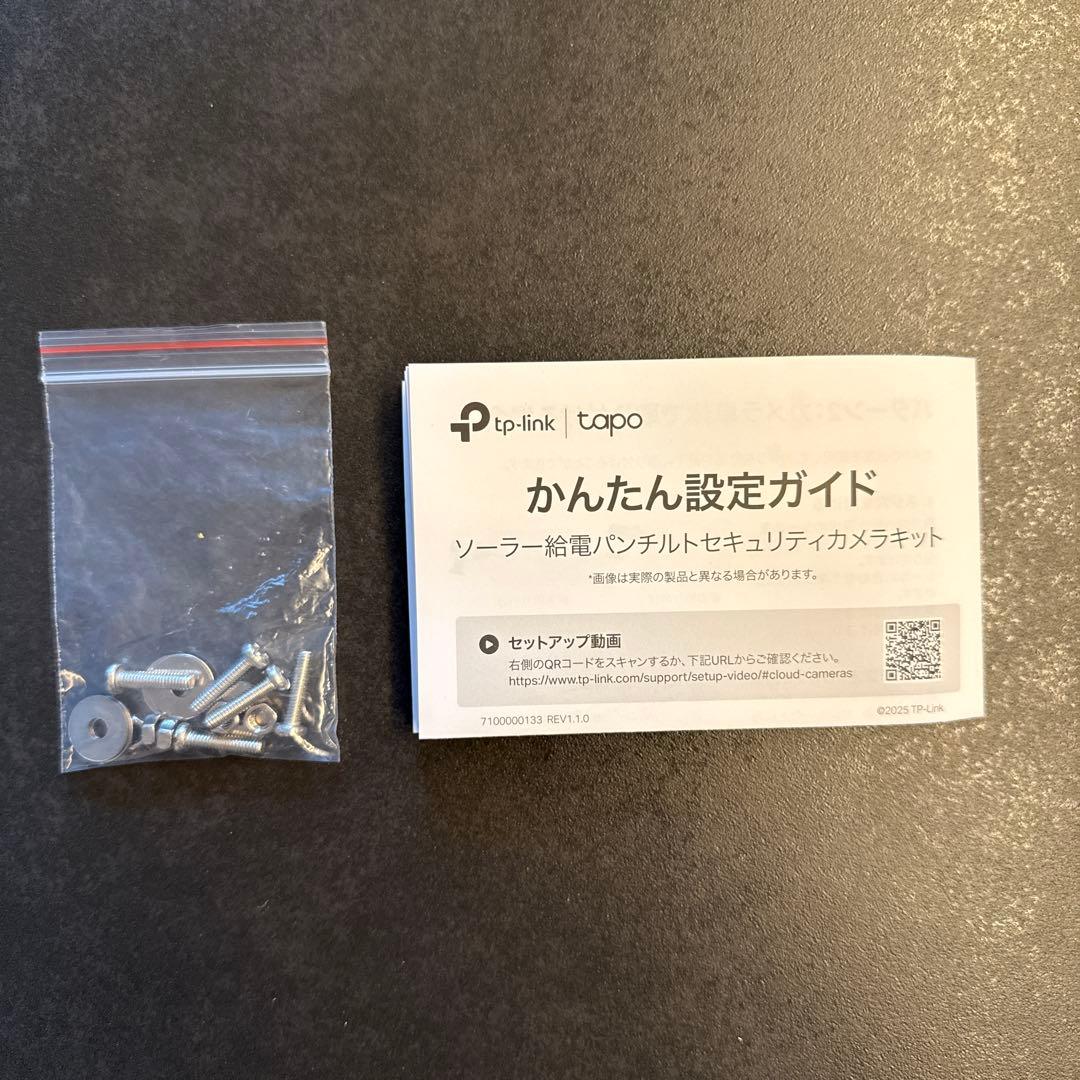 tp-link | tapo
かんたん設定ガイド
ソーラー給電パンチルトセキュリティカメラキット
*画像は実際の製品と異なる場合があります。
セットアップ動画
右側のQRコードをスキャンするか、下記URLからご確認ください。
https://www.tp-link.com/support/setup-video/#cloud-cameras
7100000133 REV1.1.0
©2025 TP-Link